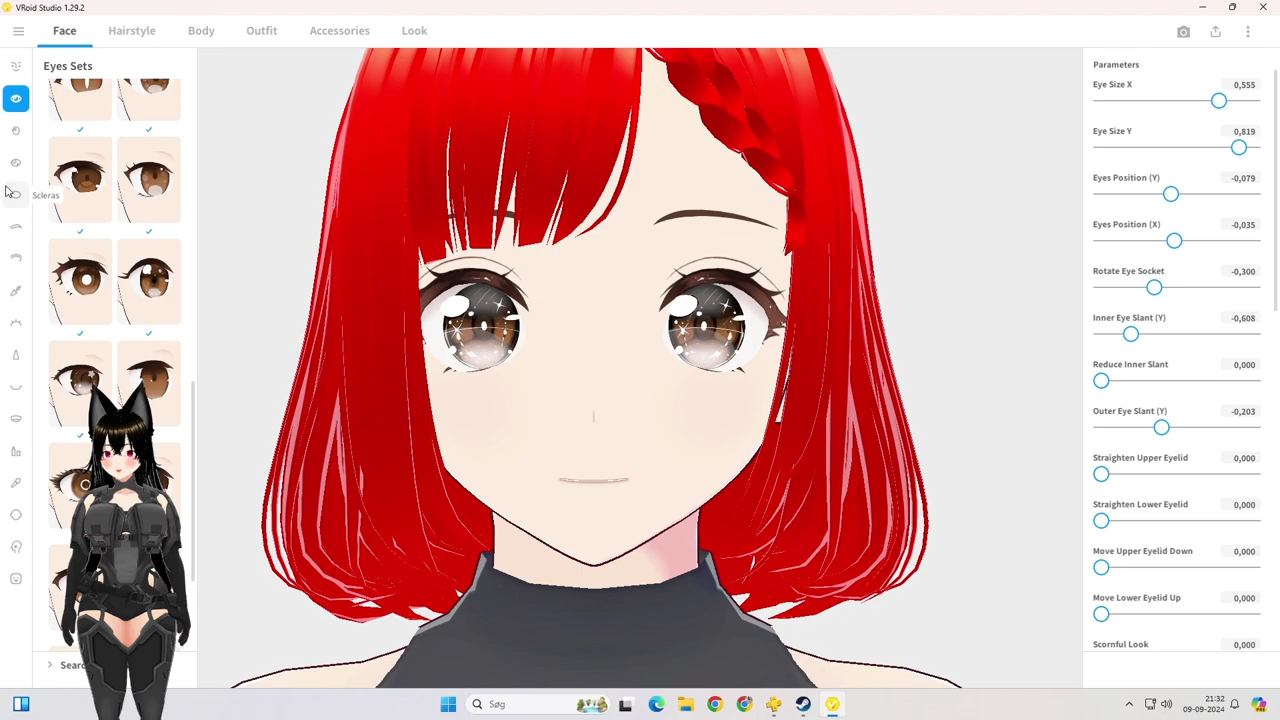 VRoid Studio 1.29.2
Face Hairstyle Body Outfit Accessories Look
Eyes Sets
Scleras
Parameters
Eye Size X 0,555
Eye Size Y 0,819
Eyes Position (Y) -0,079
Eyes Position (X) -0,035
Rotate Eye Socket -0,300
Inner Eye Slant (Y) -0,608
Reduce Inner Slant 0,000
Outer Eye Slant (Y) -0,203
Straighten Upper Eyelid 0,000
Straighten Lower Eyelid 0,000
Move Upper Eyelid Down 0,000
Move Lower Eyelid Up 0,000
Scornful Look 0,000
Søg
21:32
09-09-2024